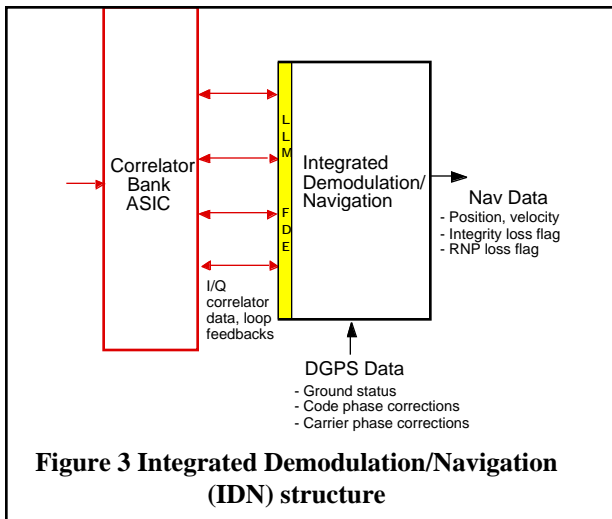 Correlator
Bank
ASIC
L
L
M
F
D
E
Integrated
Demodulation/
Navigation
Nav Data
- Position, velocity
- Integrity loss flag
- RNP loss flag
I/Q
correlator
data, loop
feedbacks
DGPS Data
- Ground status
- Code phase corrections
- Carrier phase corrections
Figure 3 Integrated Demodulation/Navigation
(IDN) structure